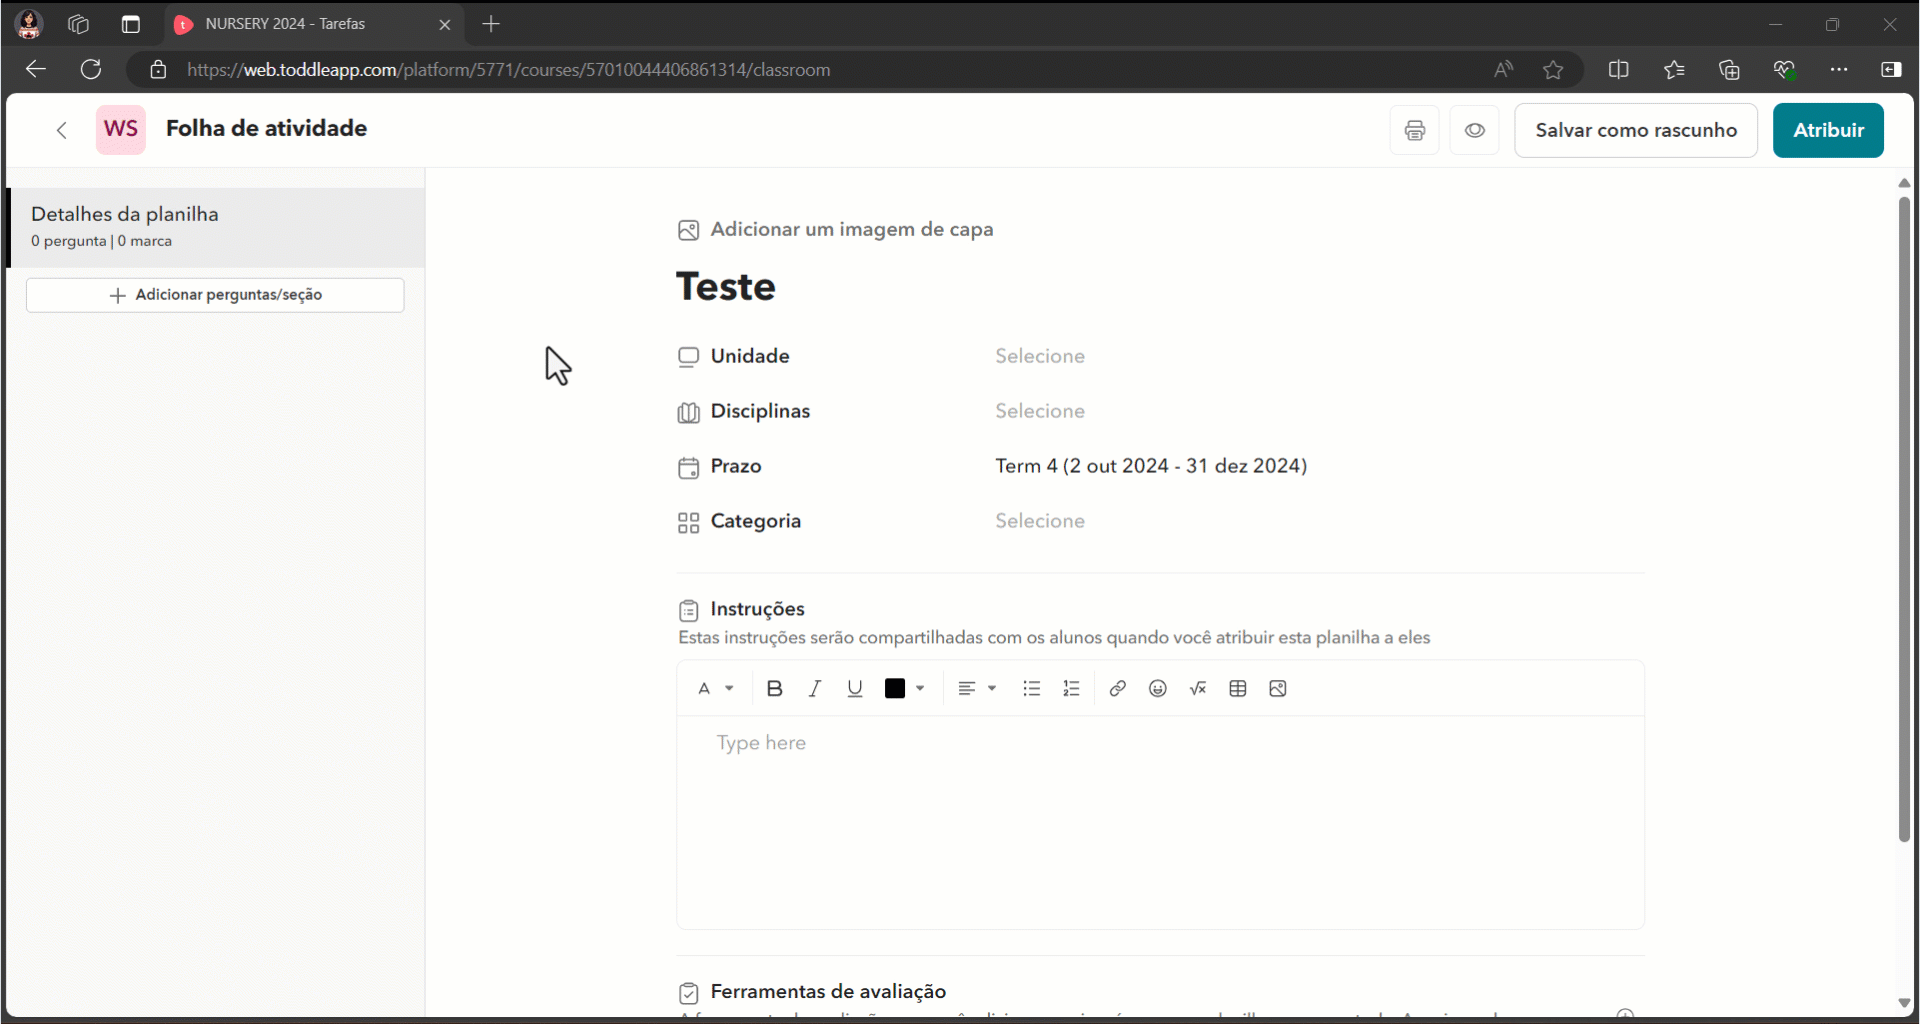 NURSERY 2024 - Tarefas
https://web.toddleapp.com/platform/5771/courses/57010044406861314/classroom
WS
Folha de atividade
Salvar como rascunho
Atribuir
Detalhes da planilha
0 pergunta | 0 marca
Adicionar perguntas/seção
Adicionar um imagem de capa
Teste
Unidade
Selecione
Disciplinas
Selecione
Prazo
Term 4 (2 out 2024 - 31 dez 2024)
Categoria
Selecione
Instruções
Estas instruções serão compartilhadas com os alunos quando você atribuir esta planilha a eles
Type here
Ferramentas de avaliação